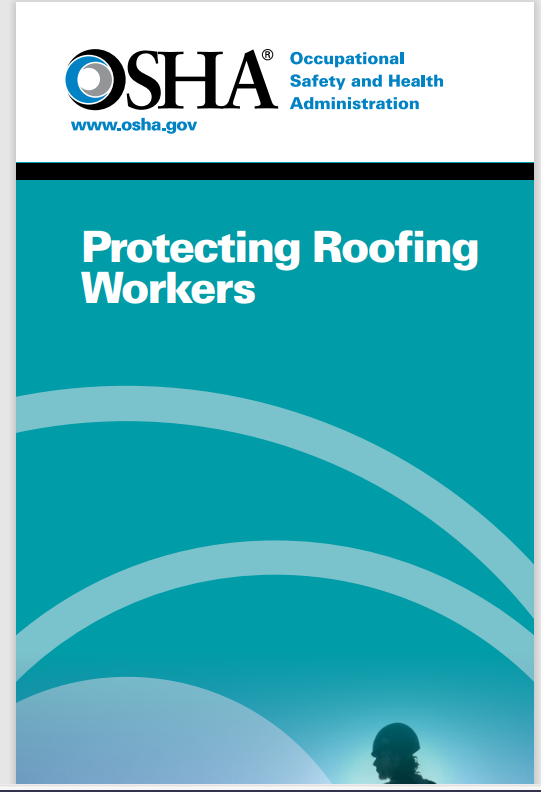 OSHA®
Occupational
Safety and Health
Administration
www.osha.gov
Protecting Roofing
Workers